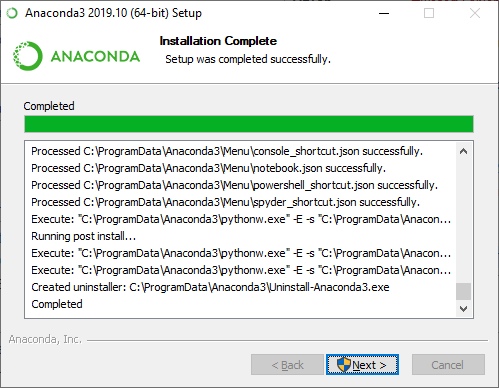 Anaconda3 2019.10 (64-bit) Setup
ANACONDA
Installation Complete
Setup was completed successfully.
Completed
Processed C:\ProgramData\Anaconda3\Menu\console_shortcut.json successfully.
Processed C:\ProgramData\Anaconda3\Menu\notebook.json successfully.
Processed C:\ProgramData\Anaconda3\Menu\powershell_shortcut.json successfully.
Processed C:\ProgramData\Anaconda3\Menu\spyder_shortcut.json successfully.
Execute: "C:\ProgramData\Anaconda3\pythonw.exe" -E -s "C:\ProgramData\Anacon...
Running post install...
Execute: "C:\ProgramData\Anaconda3\pythonw.exe" -E -s "C:\ProgramData\Anacon...
Execute: "C:\ProgramData\Anaconda3\pythonw.exe" -E -s "C:\ProgramData\Anacon...
Created uninstaller: C:\ProgramData\Anaconda3\Uninstall-Anaconda3.exe
Completed
Anaconda, Inc.
< Back Next > Cancel